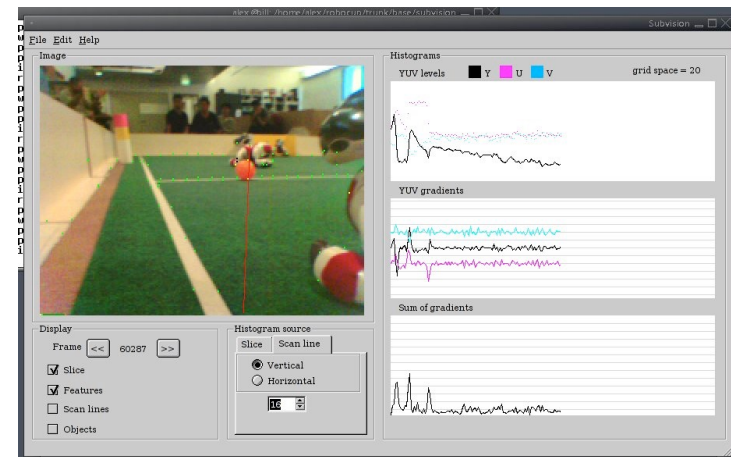 alex@bill: /home/alex/robocup/trunk/base/subvision
Subvision
File Edit Help
Image
Histograms
YUV levels Y U V grid space = 20
YUV gradients
Sum of gradients
Display
Frame << 60287 >>
Slice
Features
Scan lines
Objects
Histogram source
Slice Scan line
Vertical
Horizontal
16